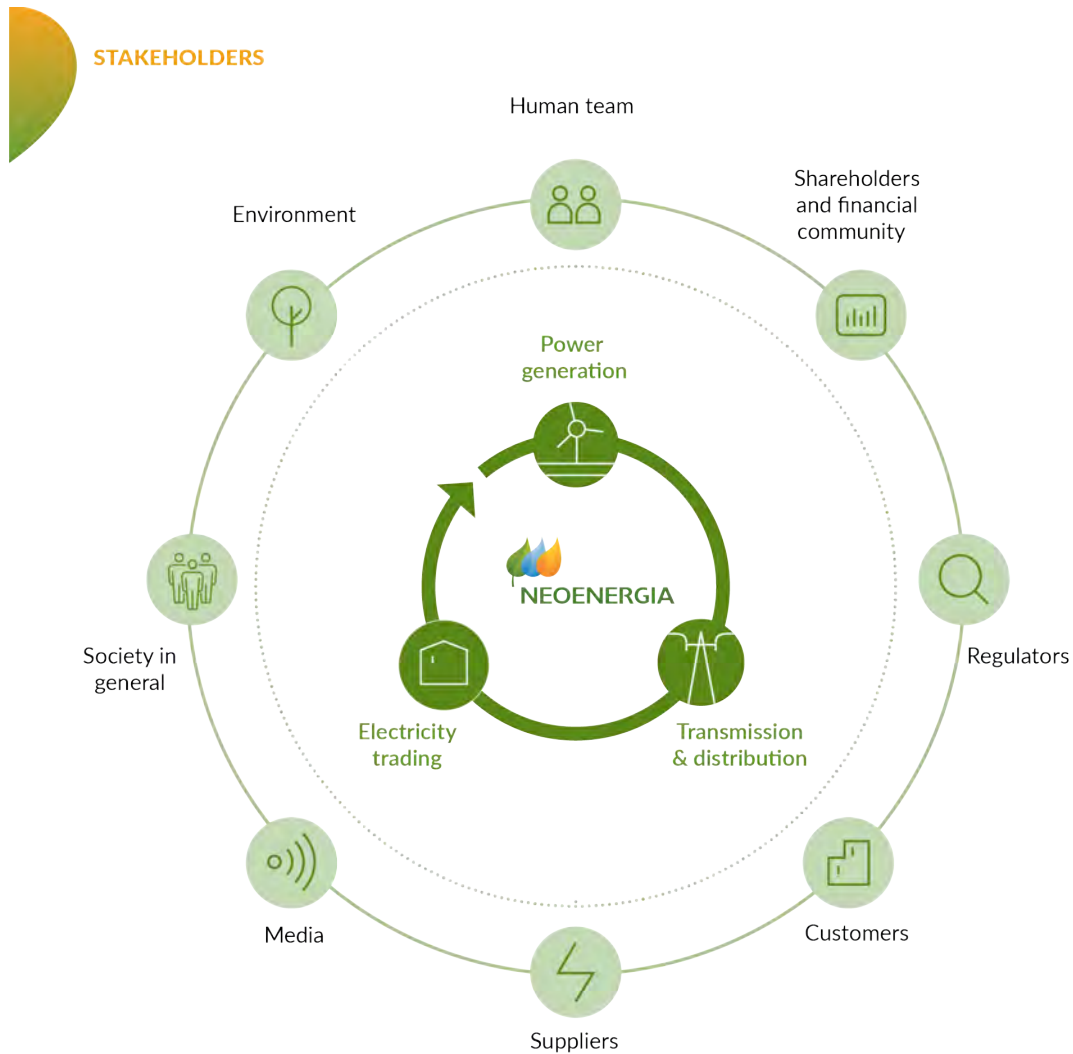 STAKEHOLDERS
Human team
Shareholders
and financial
community
Environment
Power
generation
NEOENERGIA
Society in
general
Regulators
Electricity
trading
Transmission
& distribution
Media
Customers
Suppliers